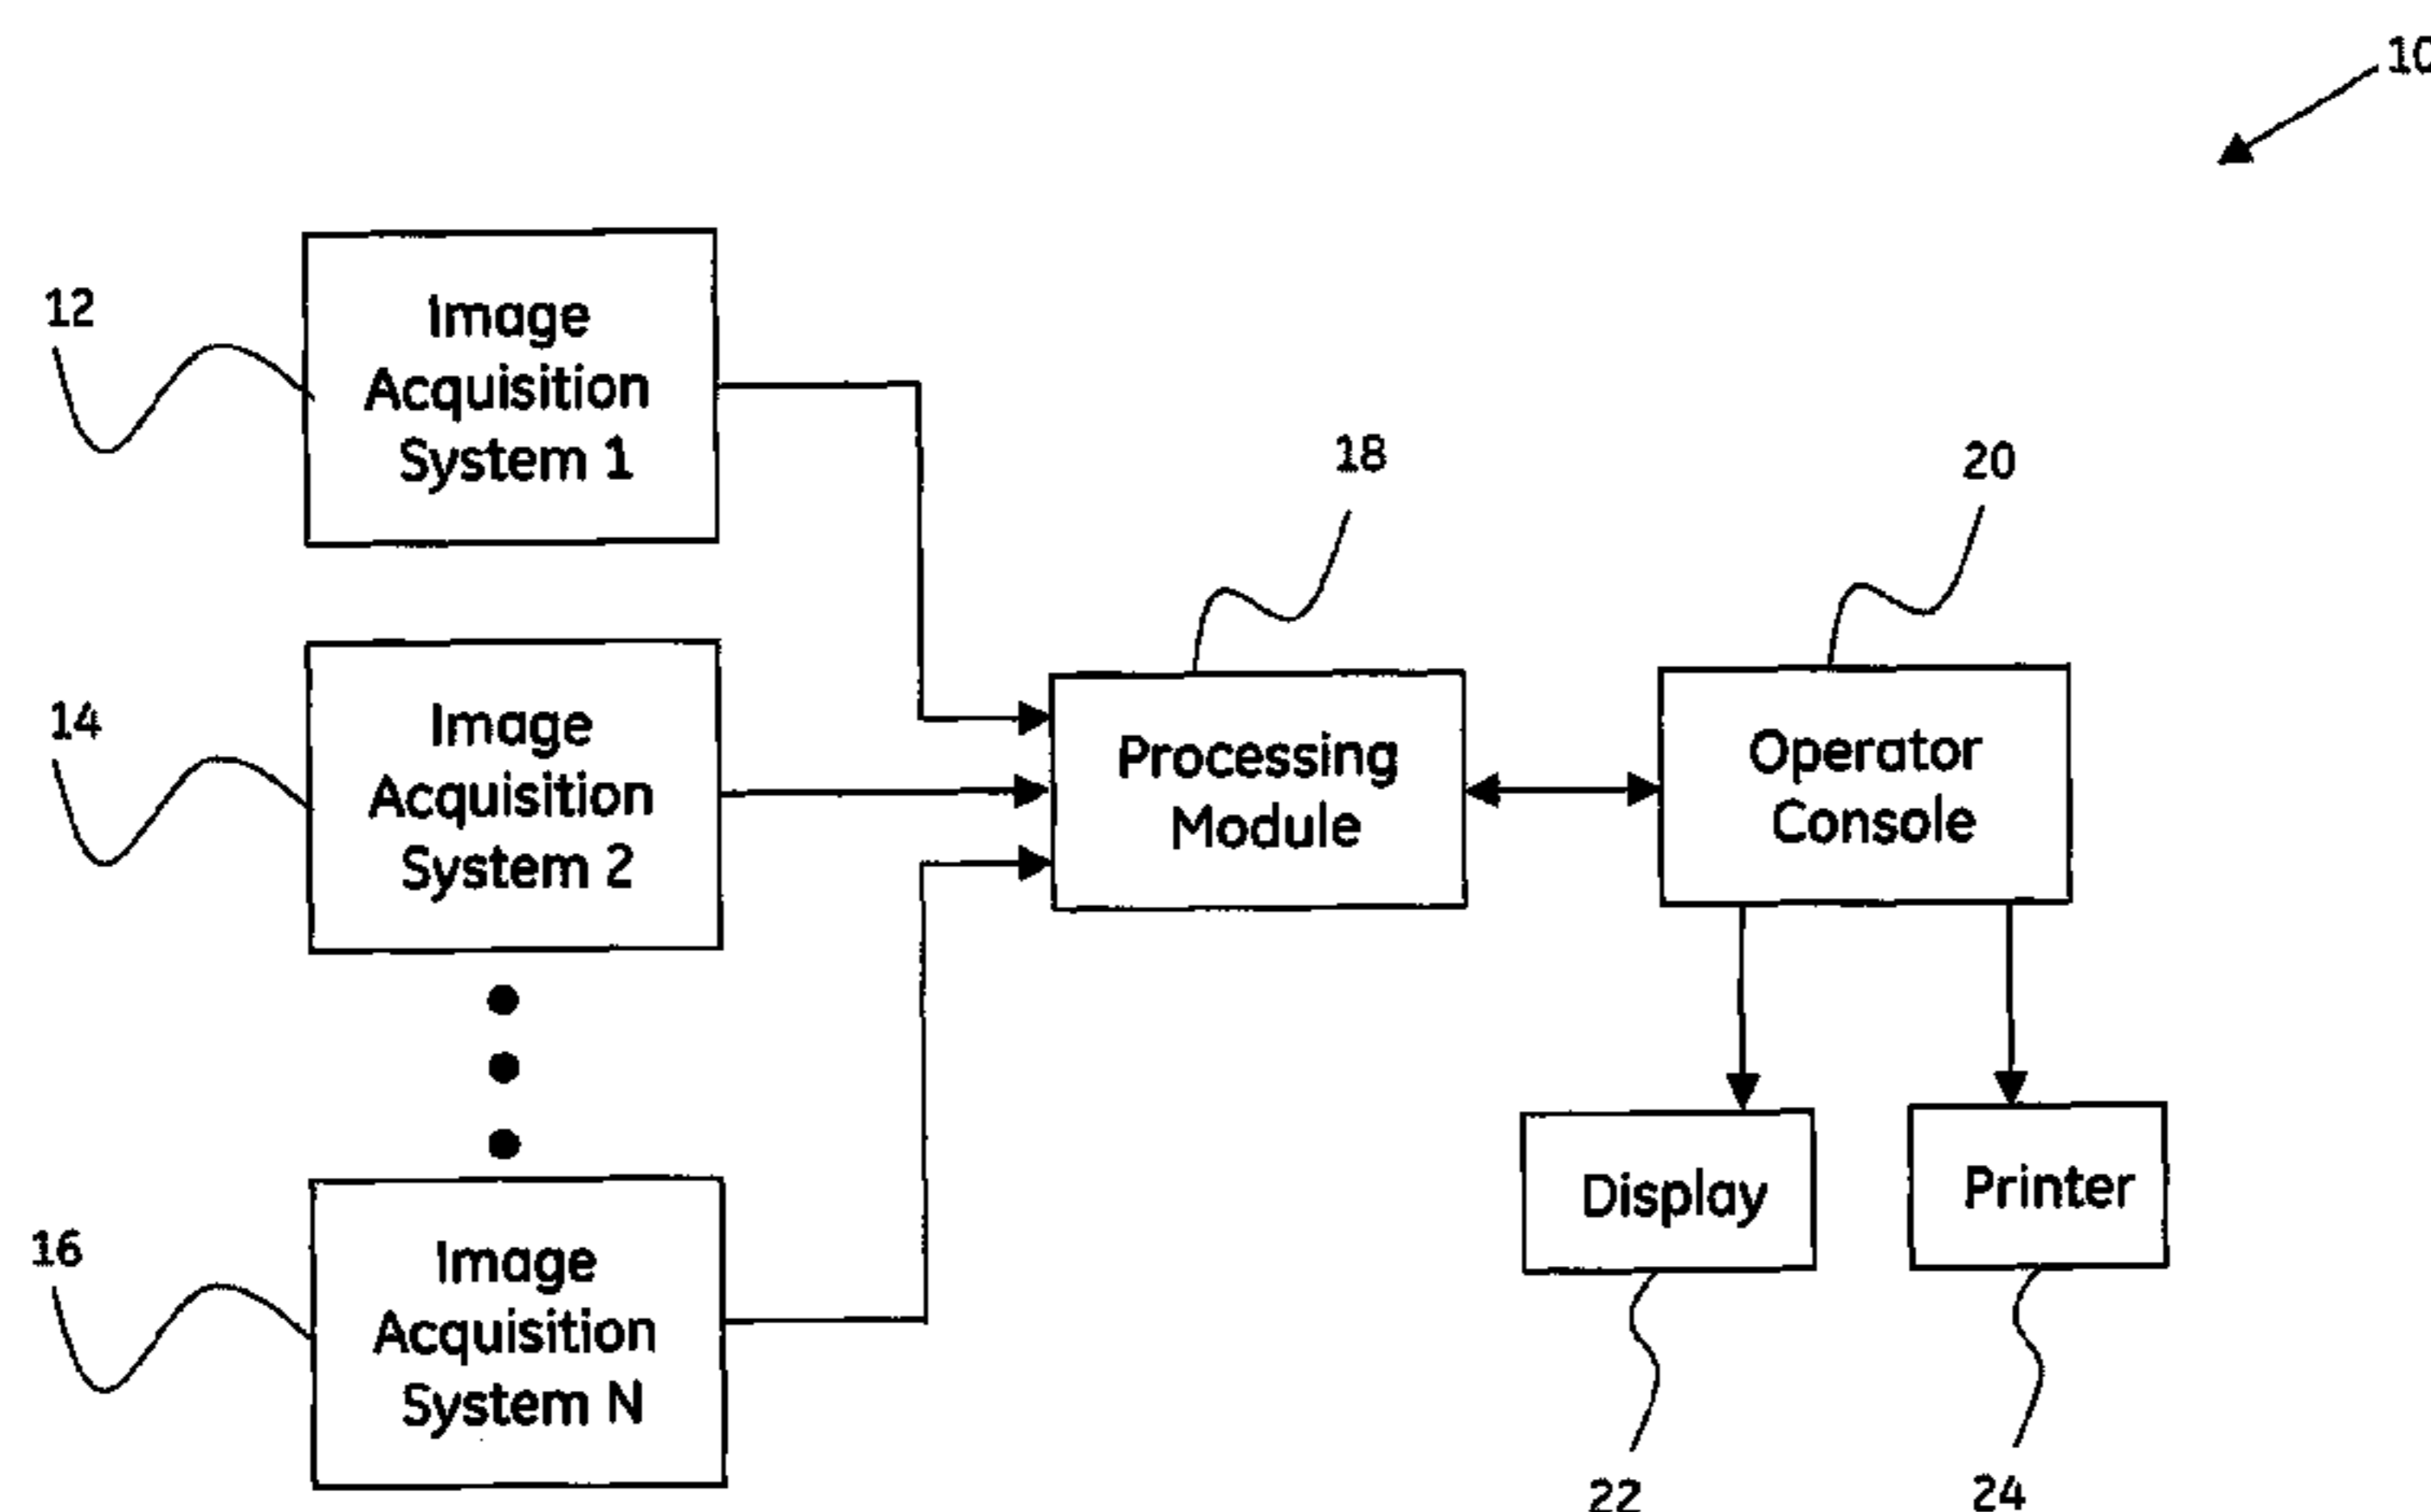 10
12
Image
Acquisition
System 1
18
20
14
Image
Acquisition
System 2
Processing
Module
Operator
Console
16
Image
Acquisition
System N
Display
Printer
22
24